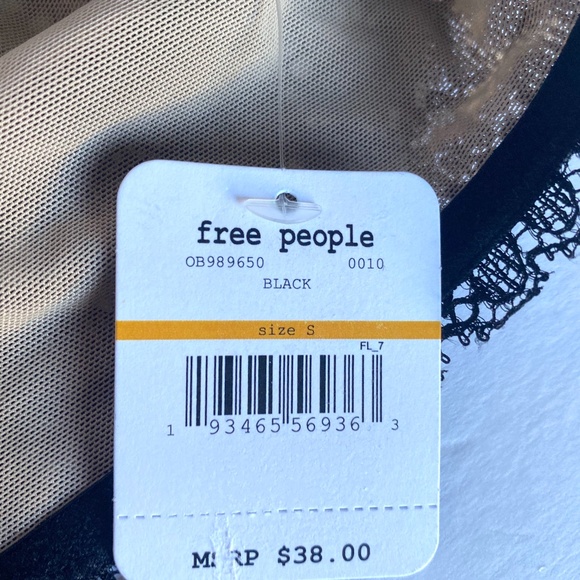 free people
OB989650 0010
BLACK
size S
FL_7
1 93465 56936 3
MSRP $38.00